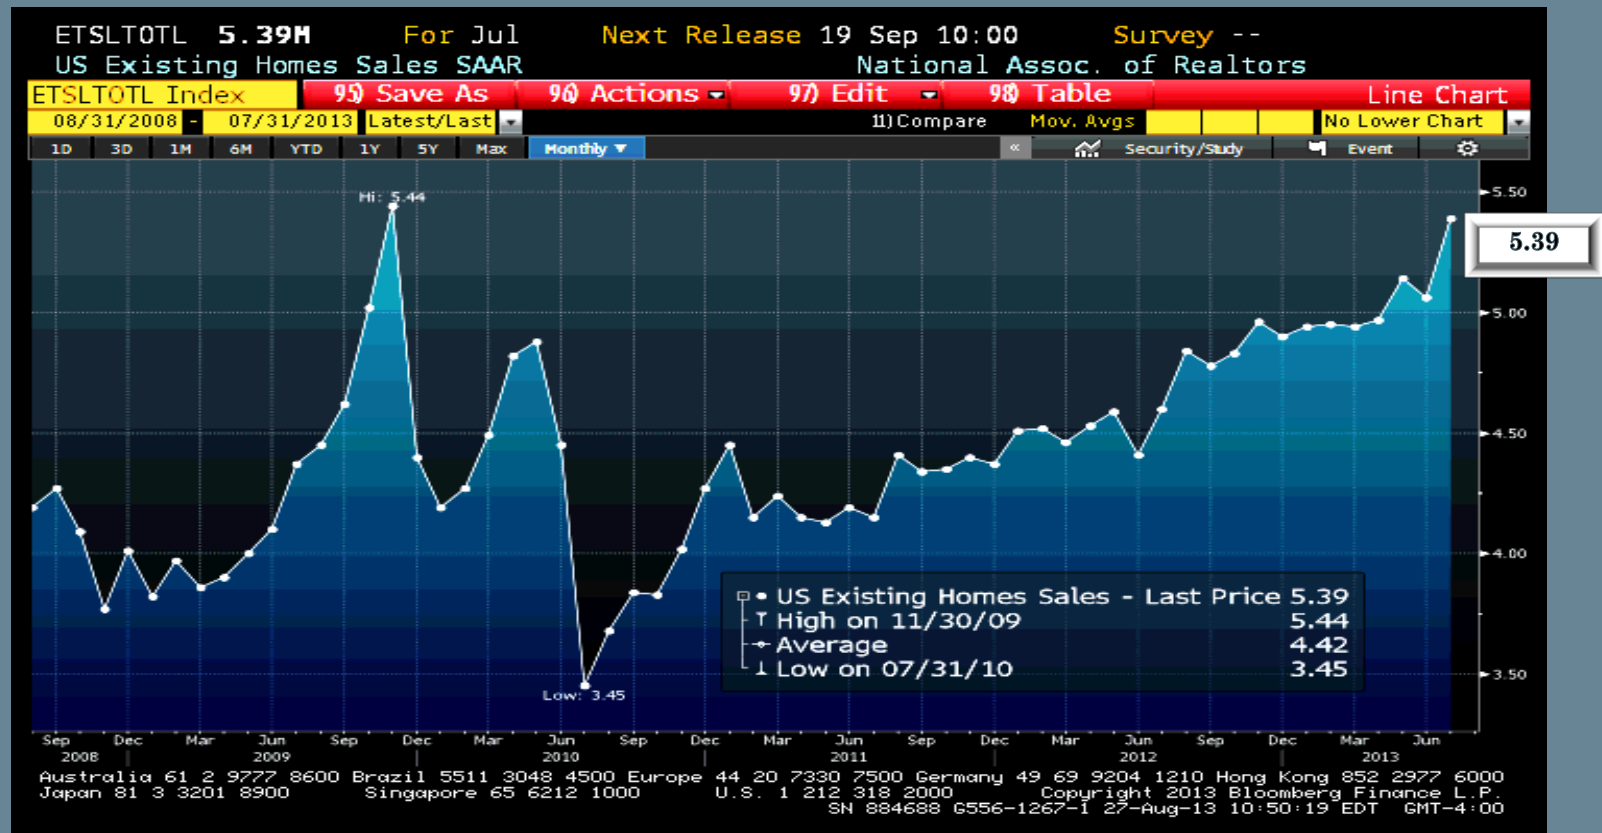 ETSLTOTL 5.39M For Jul Next Release 19 Sep 10:00 Survey --
US Existing Homes Sales SAAR National Assoc. of Realtors
ETSLTOTL Index 95) Save As 96) Actions 97) Edit 98) Table Line Chart
08/31/2008 - 07/31/2013 Latest/Last 11)Compare Mov. Avgs No Lower Chart
1D 3D 1M 6M YTD 1Y 5Y Max Monthly ▼ « Security/Study Event
Hi: 5.44
5.50
5.39
5.00
4.50
4.00
US Existing Homes Sales - Last Price 5.39
High on 11/30/09 5.44
Average 4.42
Low on 07/31/10 3.45
3.50
Low: 3.45
Sep Dec Mar Jun Sep Dec Mar Jun Sep Dec Mar Jun Sep Dec Mar Jun Sep Dec Mar Jun
2008 2009 2010 2011 2012 2013
Australia 61 2 9777 8600 Brazil 5511 3048 4500 Europe 44 20 7330 7500 Germany 49 69 9204 1210 Hong Kong 852 2977 6000
Japan 81 3 3201 8900 Singapore 65 6212 1000 U.S. 1 212 318 2000 Copyright 2013 Bloomberg Finance L.P.
SN 884688 G556-1267-1 27-Aug-13 10:50:19 EDT GMT-4:00